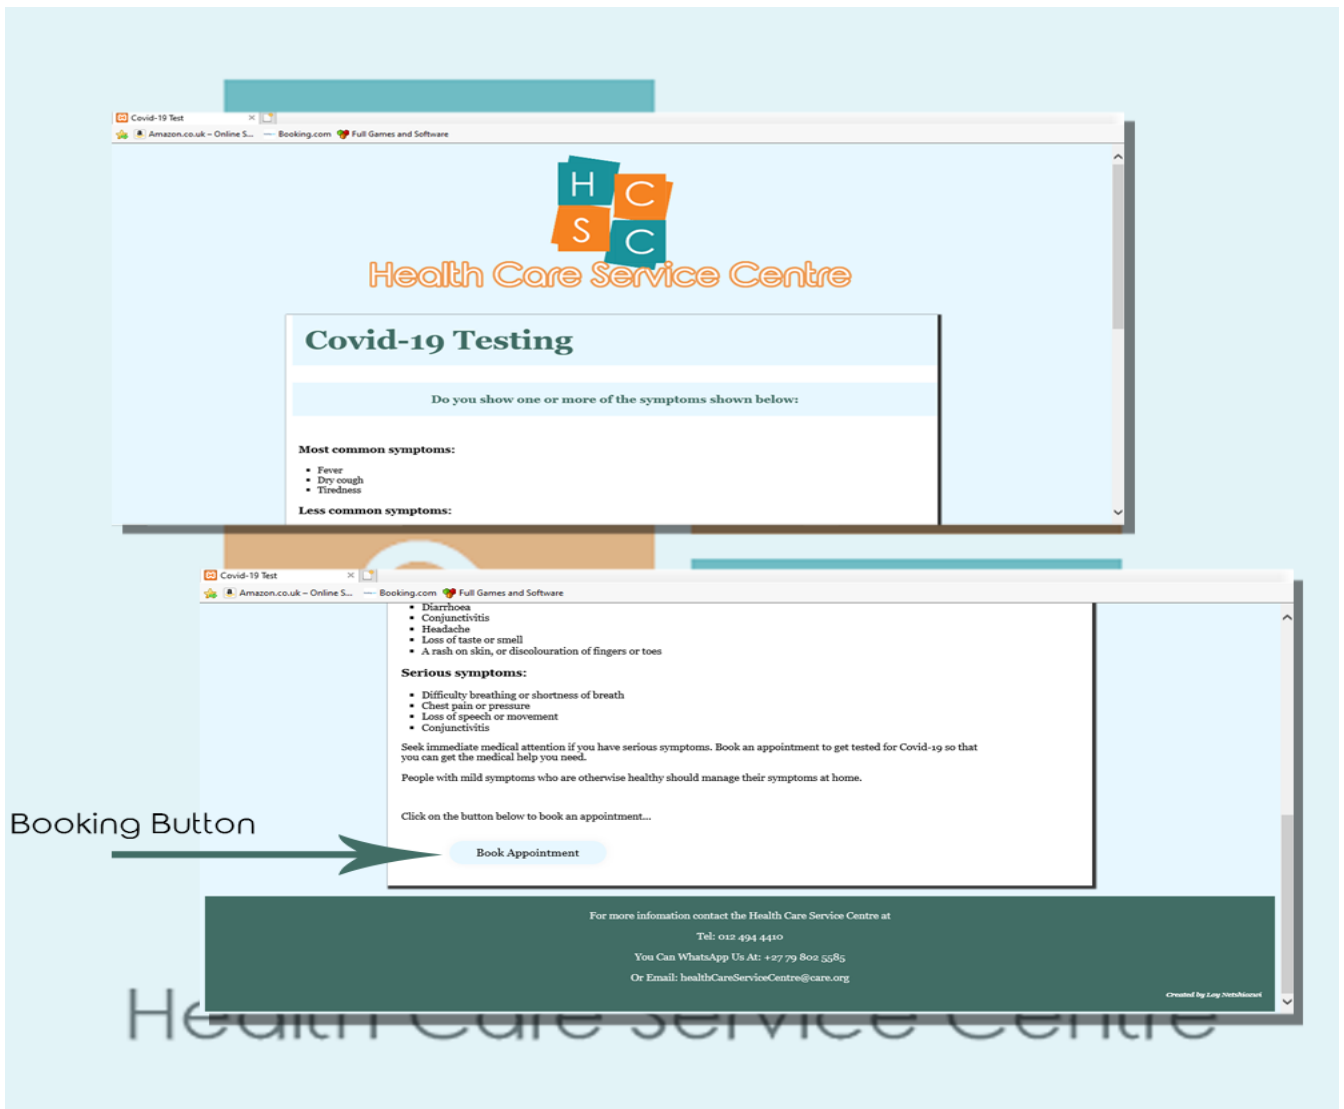 Covid-19 Test
Amazon.co.uk – Online S... Booking.com Full Games and Software
H C
S C
Health Care Service Centre
Covid-19 Testing
Do you show one or more of the symptoms shown below:
Most common symptoms:
Fever
Dry cough
Tiredness
Less common symptoms:
Covid-19 Test
Amazon.co.uk – Online S... Booking.com Full Games and Software
Diarrhoea
Conjunctivitis
Headache
Loss of taste or smell
A rash on skin, or discolouration of fingers or toes
Serious symptoms:
Difficulty breathing or shortness of breath
Chest pain or pressure
Loss of speech or movement
Conjunctivitis
Seek immediate medical attention if you have serious symptoms. Book an appointment to get tested for Covid-19 so that
you can get the medical help you need.
People with mild symptoms who are otherwise healthy should manage their symptoms at home.
Click on the button below to book an appointment...
Booking Button
Book Appointment
For more infomation contact the Health Care Service Centre at
Tel: 012 494 4410
You Can WhatsApp Us At: +27 79 802 5585
Or Email: healthCareServiceCentre@care.org
Created by Loy Netshiozwi
Health Care Service Centre